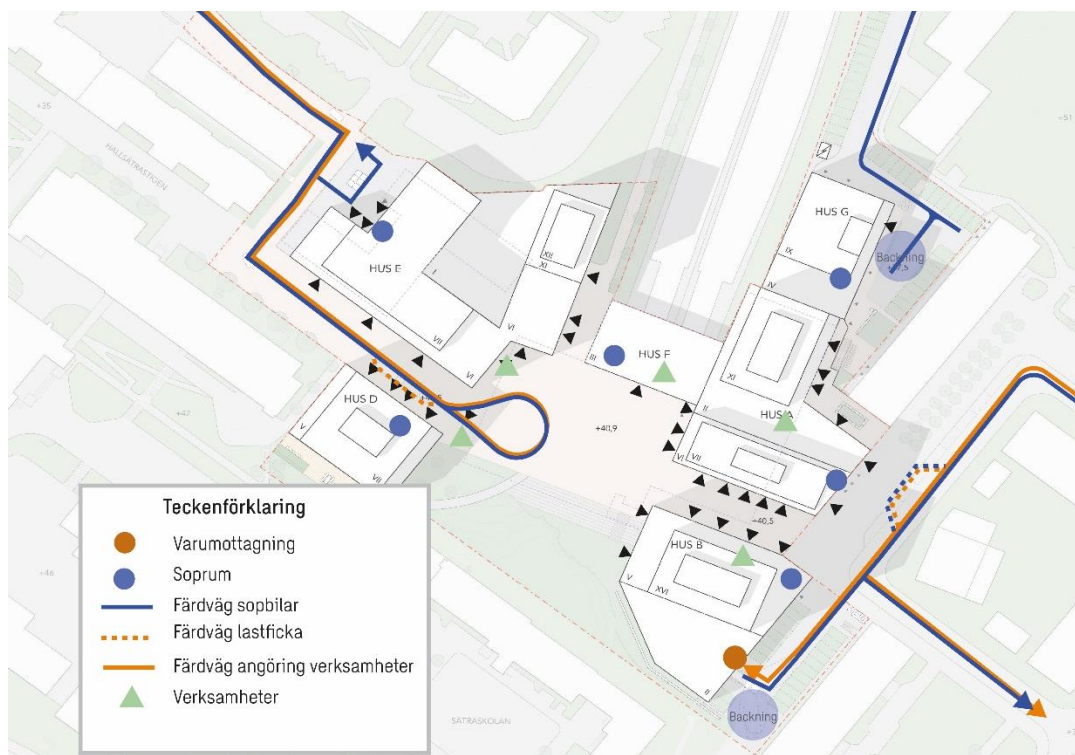 +35
HÄLLSÄTRASTIGEN
+51
HUS G
IX
Backning
IV
HUS E
I
XII
XI
VII
VI
VI
III
HUS F
XI
+42
HUS D
V
VII
+40,9
II
HUS A
VI
VII
+40,5
HUS B
V
XVI
II
Backning
+46
SÄTRASKOLAN
Teckenförklaring
Varumottagning
Soprum
Färdväg sopbilar
Färdväg lastficka
Färdväg angöring verksamheter
Verksamheter